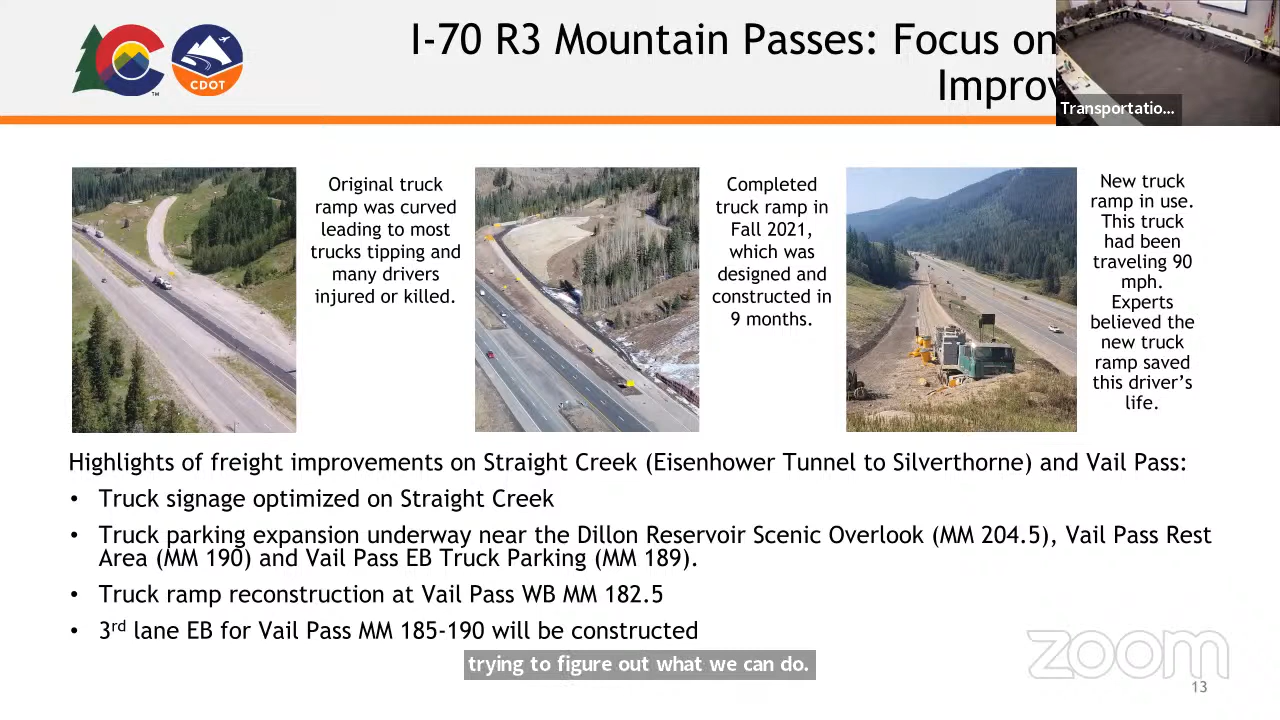 I-70 R3 Mountain Passes: Focus on
Improv
Transportatio...
CDOT
TM
Original truck
ramp was curved
leading to most
trucks tipping and
many drivers
injured or killed.
Completed
truck ramp in
Fall 2021,
which was
designed and
constructed in
9 months.
New truck
ramp in use.
This truck
had been
traveling 90
mph.
Experts
believed the
new truck
ramp saved
this driver’s
life.
Highlights of freight improvements on Straight Creek (Eisenhower Tunnel to Silverthorne) and Vail Pass:
• Truck signage optimized on Straight Creek
• Truck parking expansion underway near the Dillon Reservoir Scenic Overlook (MM 204.5), Vail Pass Rest
Area (MM 190) and Vail Pass EB Truck Parking (MM 189).
• Truck ramp reconstruction at Vail Pass WB MM 182.5
• 3rd lane EB for Vail Pass MM 185-190 will be constructed
trying to figure out what we can do.
zoom
13